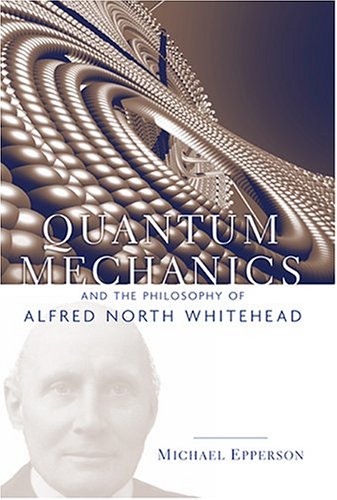 QUANTUM
MECHANICS
AND THE PHILOSOPHY OF
ALFRED NORTH WHITEHEAD
MICHAEL EPPERSON